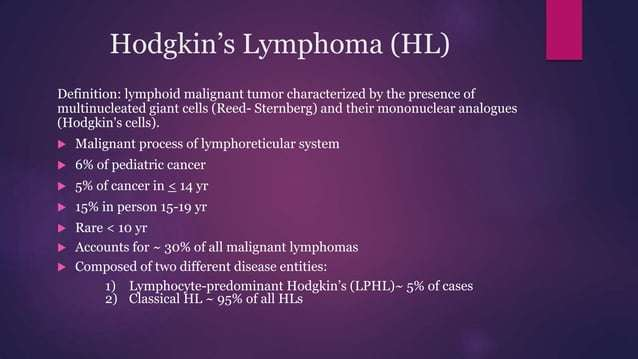 Hodgkin’s Lymphoma (HL)
Definition: lymphoid malignant tumor characterized by the presence of
multinucleated giant cells (Reed- Sternberg) and their mononuclear analogues
(Hodgkin's cells).
Malignant process of lymphoreticular system
6% of pediatric cancer
5% of cancer in < 14 yr
15% in person 15-19 yr
Rare < 10 yr
Accounts for ~ 30% of all malignant lymphomas
Composed of two different disease entities:
1) Lymphocyte-predominant Hodgkin’s (LPHL)~ 5% of cases
2) Classical HL ~ 95% of all HLs